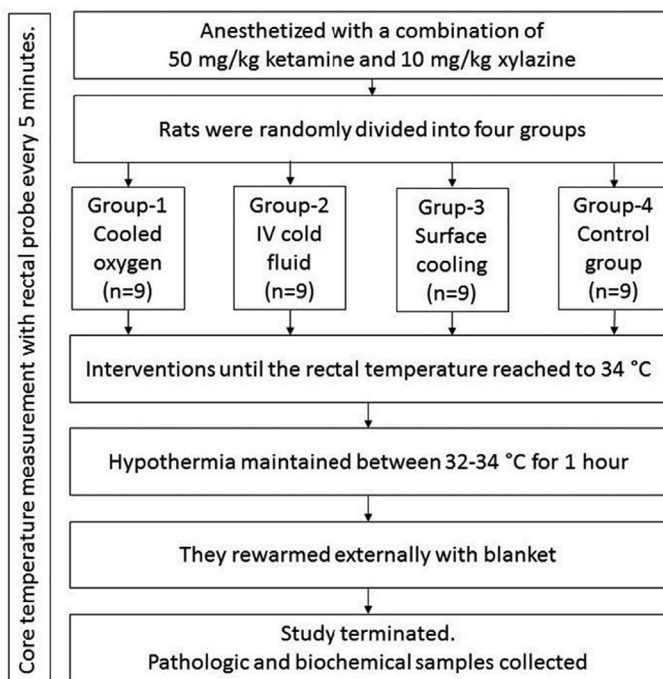 Core temperature measurement with rectal probe every 5 minutes.
Anesthetized with a combination of
50 mg/kg ketamine and 10 mg/kg xylazine
Rats were randomly divided into four groups
Group-1
Cooled
oxygen
(n=9)
Group-2
IV cold
fluid
(n=9)
Grup-3
Surface
cooling
(n=9)
Group-4
Control
group
(n=9)
Interventions until the rectal temperature reached to 34 °C
Hypothermia maintained between 32-34 °C for 1 hour
They rewarmed externally with blanket
Study terminated.
Pathologic and biochemical samples collected